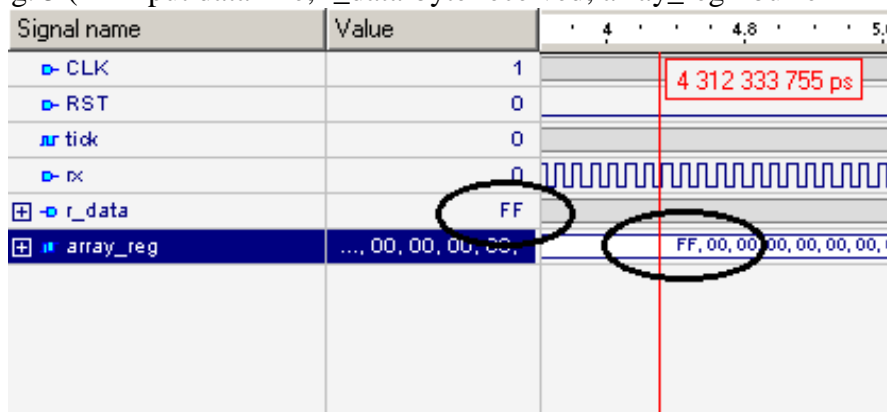 Signal name Value 4 4,8 5,
CLK 1 4 312 333 755 ps
RST 0
tick 0
rx 0
r_data FF
array_reg ..., 00, 00, 00, 00, FF, 00, 00, 00, 00, 00, 00,